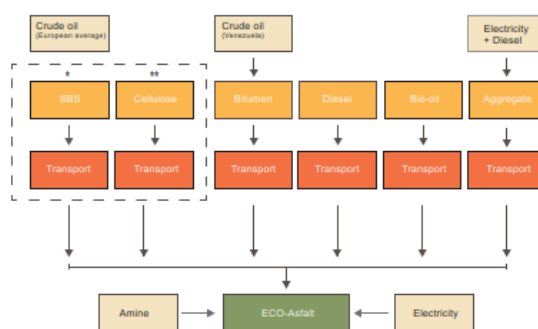 Crude oil
(European average)
Crude oil
(Venezuela)
Electricity
+ Diesel
*
**
SBS
Cellulose
Bitumen
Diesel
Bio-oil
Aggregate
Transport
Transport
Transport
Transport
Transport
Transport
Amine
ECO-Asfalt
Electricity